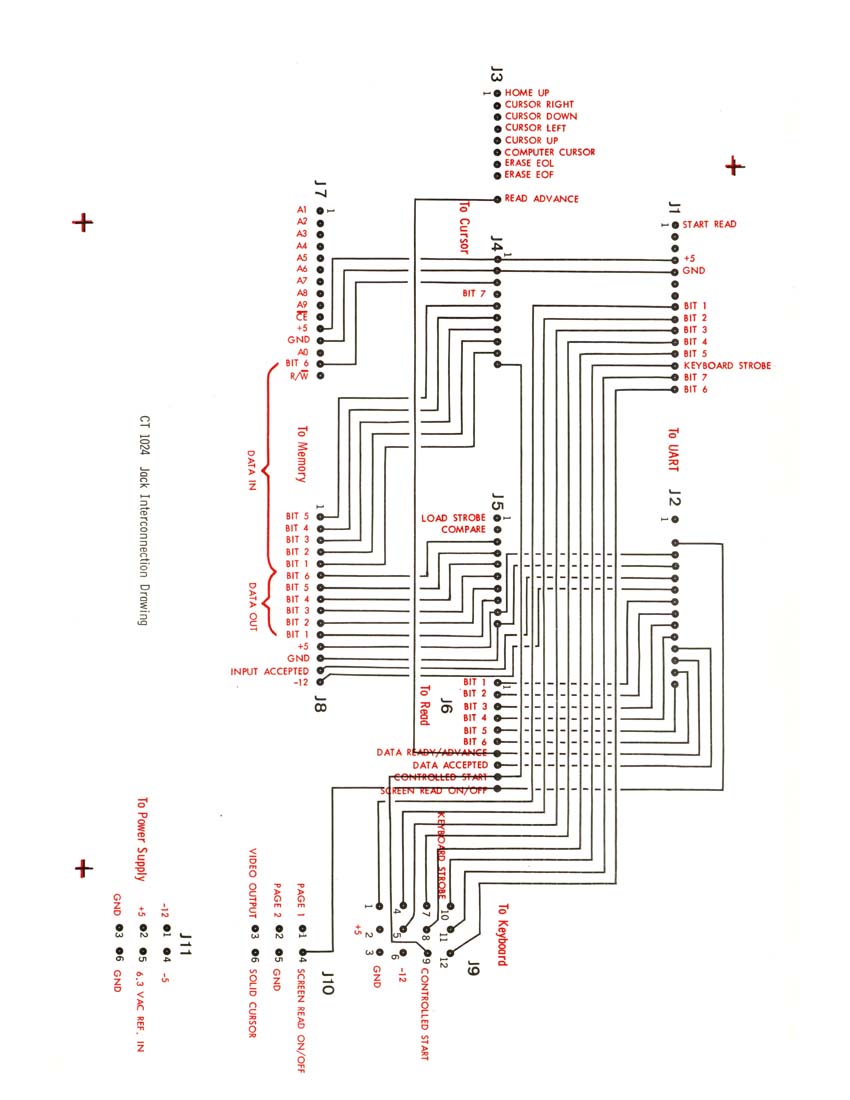 J3
1
HOME UP
CURSOR RIGHT
CURSOR DOWN
CURSOR LEFT
CURSOR UP
COMPUTER CURSOR
ERASE EOL
ERASE EOF
READ ADVANCE
To Cursor
J7
1
A1
A2
A3
A4
A5
A6
A7
A8
A9
CE
+5
GND
A0
BIT 6
R/W
J4
1
BIT 7
J1
1
START READ
+5
GND
BIT 1
BIT 2
BIT 3
BIT 4
BIT 5
KEYBOARD STROBE
BIT 7
BIT 6
To UART
J2
1
To Memory
DATA IN
DATA OUT
CT 1024 Jack Interconnection Drawing
J5
1
LOAD STROBE
COMPARE
1
BIT 5
BIT 4
BIT 3
BIT 2
BIT 1
BIT 6
BIT 5
BIT 4
BIT 3
BIT 2
BIT 1
+5
GND
INPUT ACCEPTED
-12
J8
To Read
J6
1
BIT 1
BIT 2
BIT 3
BIT 4
BIT 5
BIT 6
DATA READY/ADVANCE
DATA ACCEPTED
CONTROLLED START
SCREEN READ ON/OFF
KEYBOARD STROBE
To Keyboard
J9
1
4
7
10
2
5
8
11
3
6
9
12
+5
GND
-12
CONTROLLED START
J10
PAGE 1
1
4
SCREEN READ ON/OFF
PAGE 2
2
5
GND
VIDEO OUTPUT
3
6
SOLID CURSOR
To Power Supply
J11
-12
1
4
-5
+5
2
5
6.3 VAC REF. IN
GND
3
6
GND